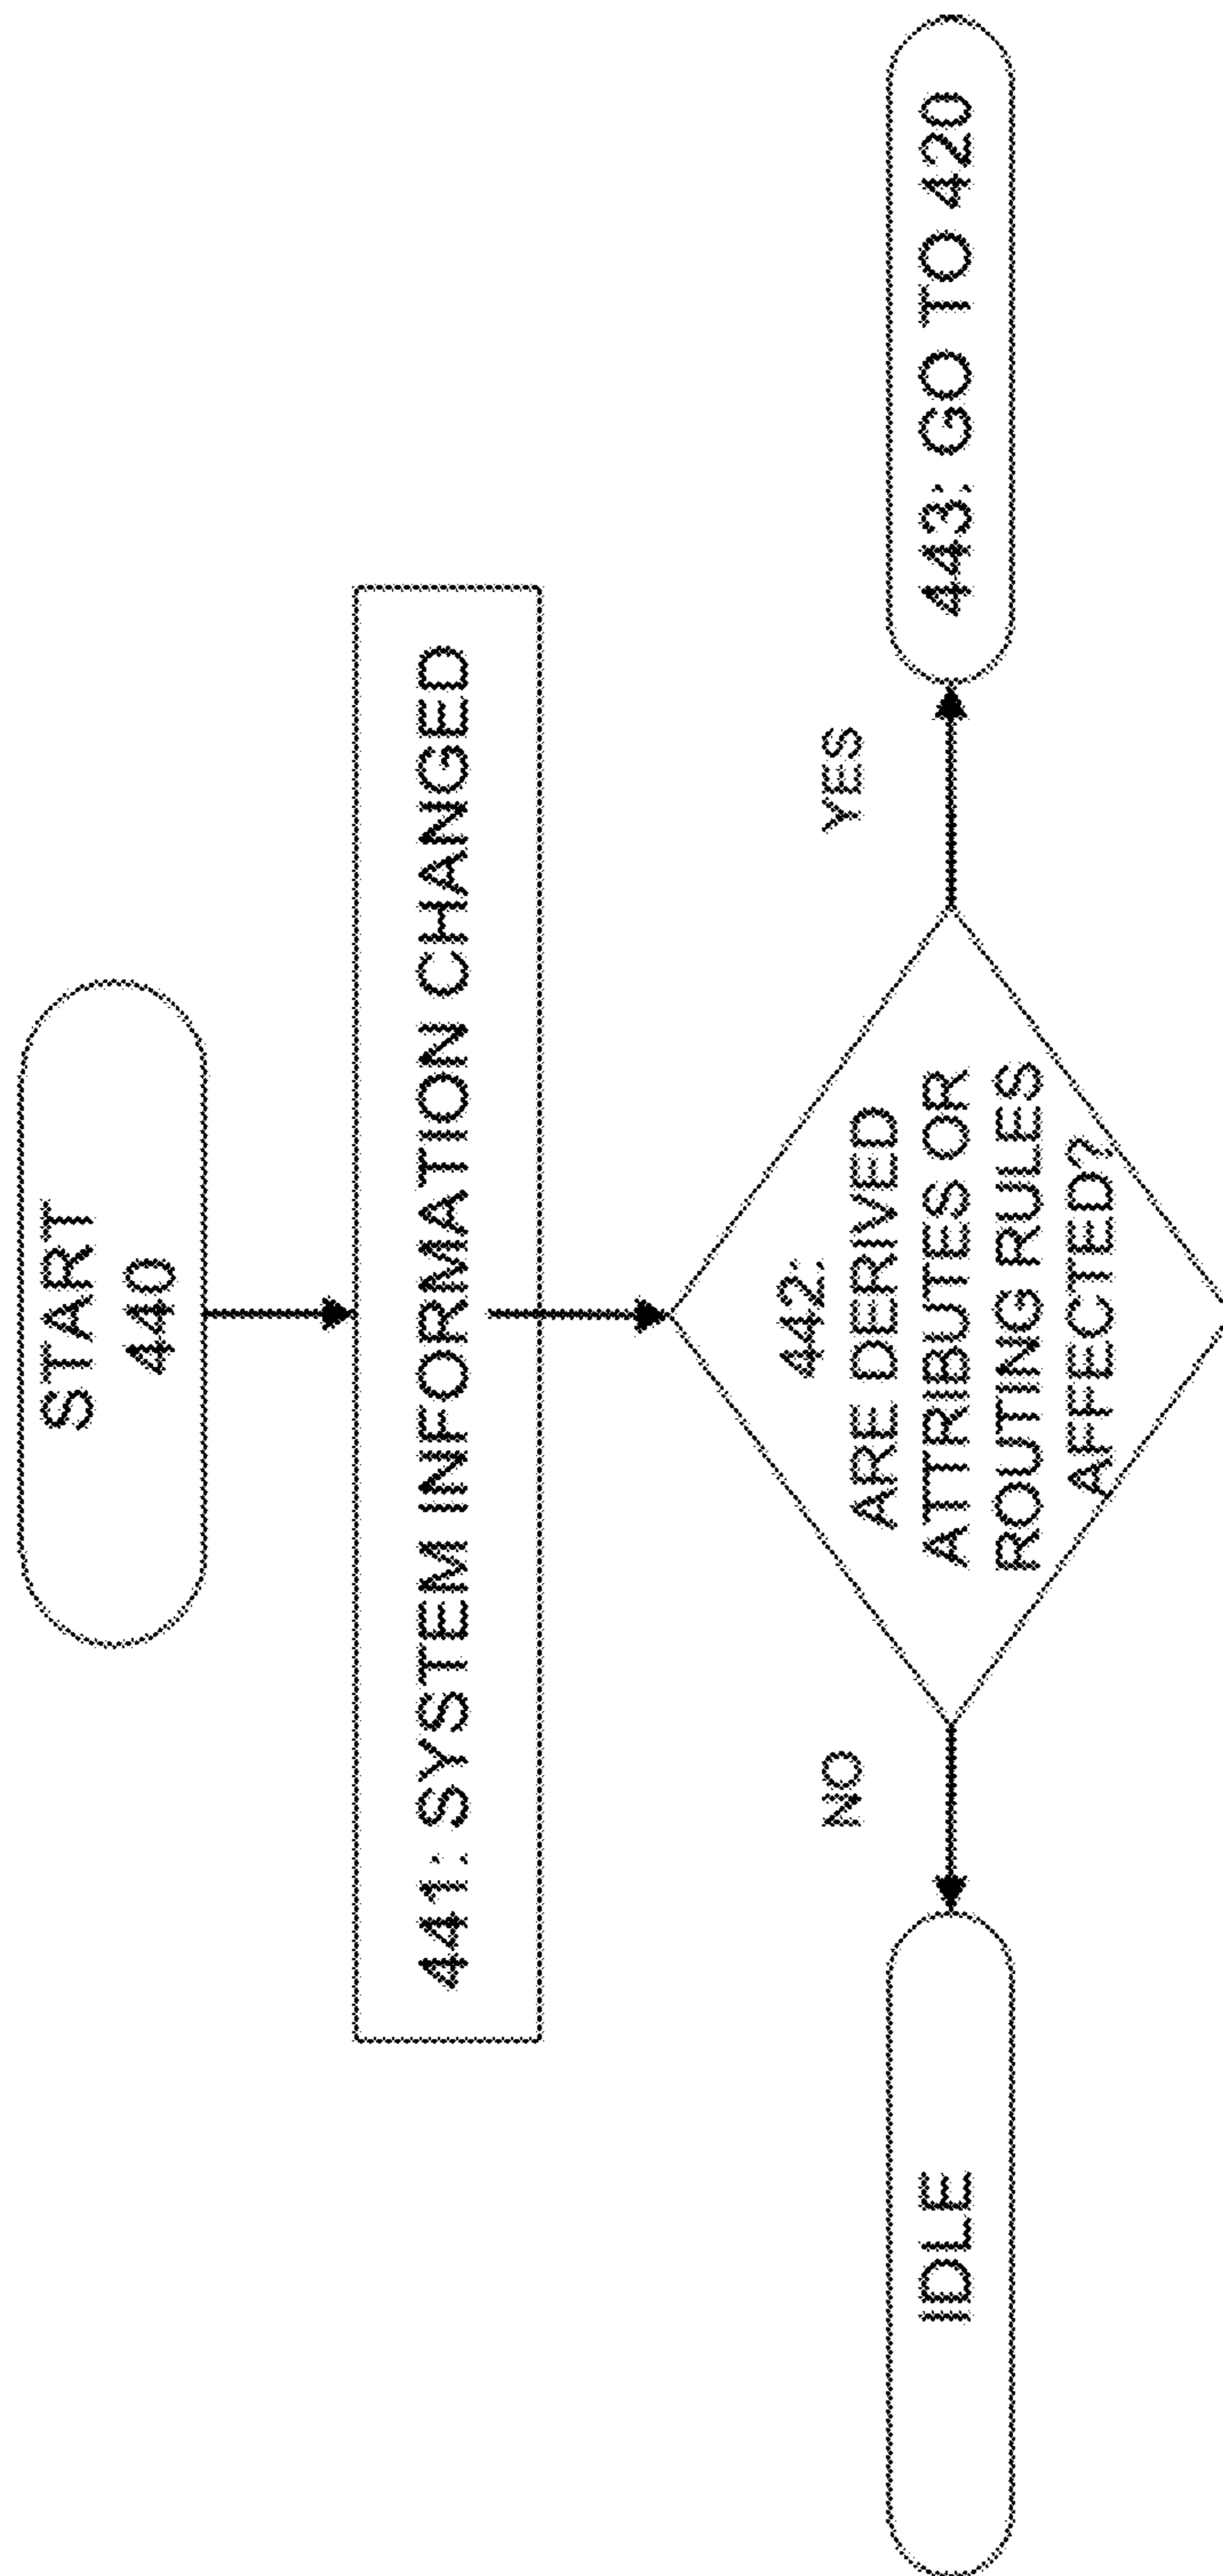 START
440
441: SYSTEM INFORMATION CHANGED
442:
ARE DERIVED
ATTRIBUTES OR
ROUTING RULES
AFFECTED?
NO
YES
IDLE
443: GO TO 420